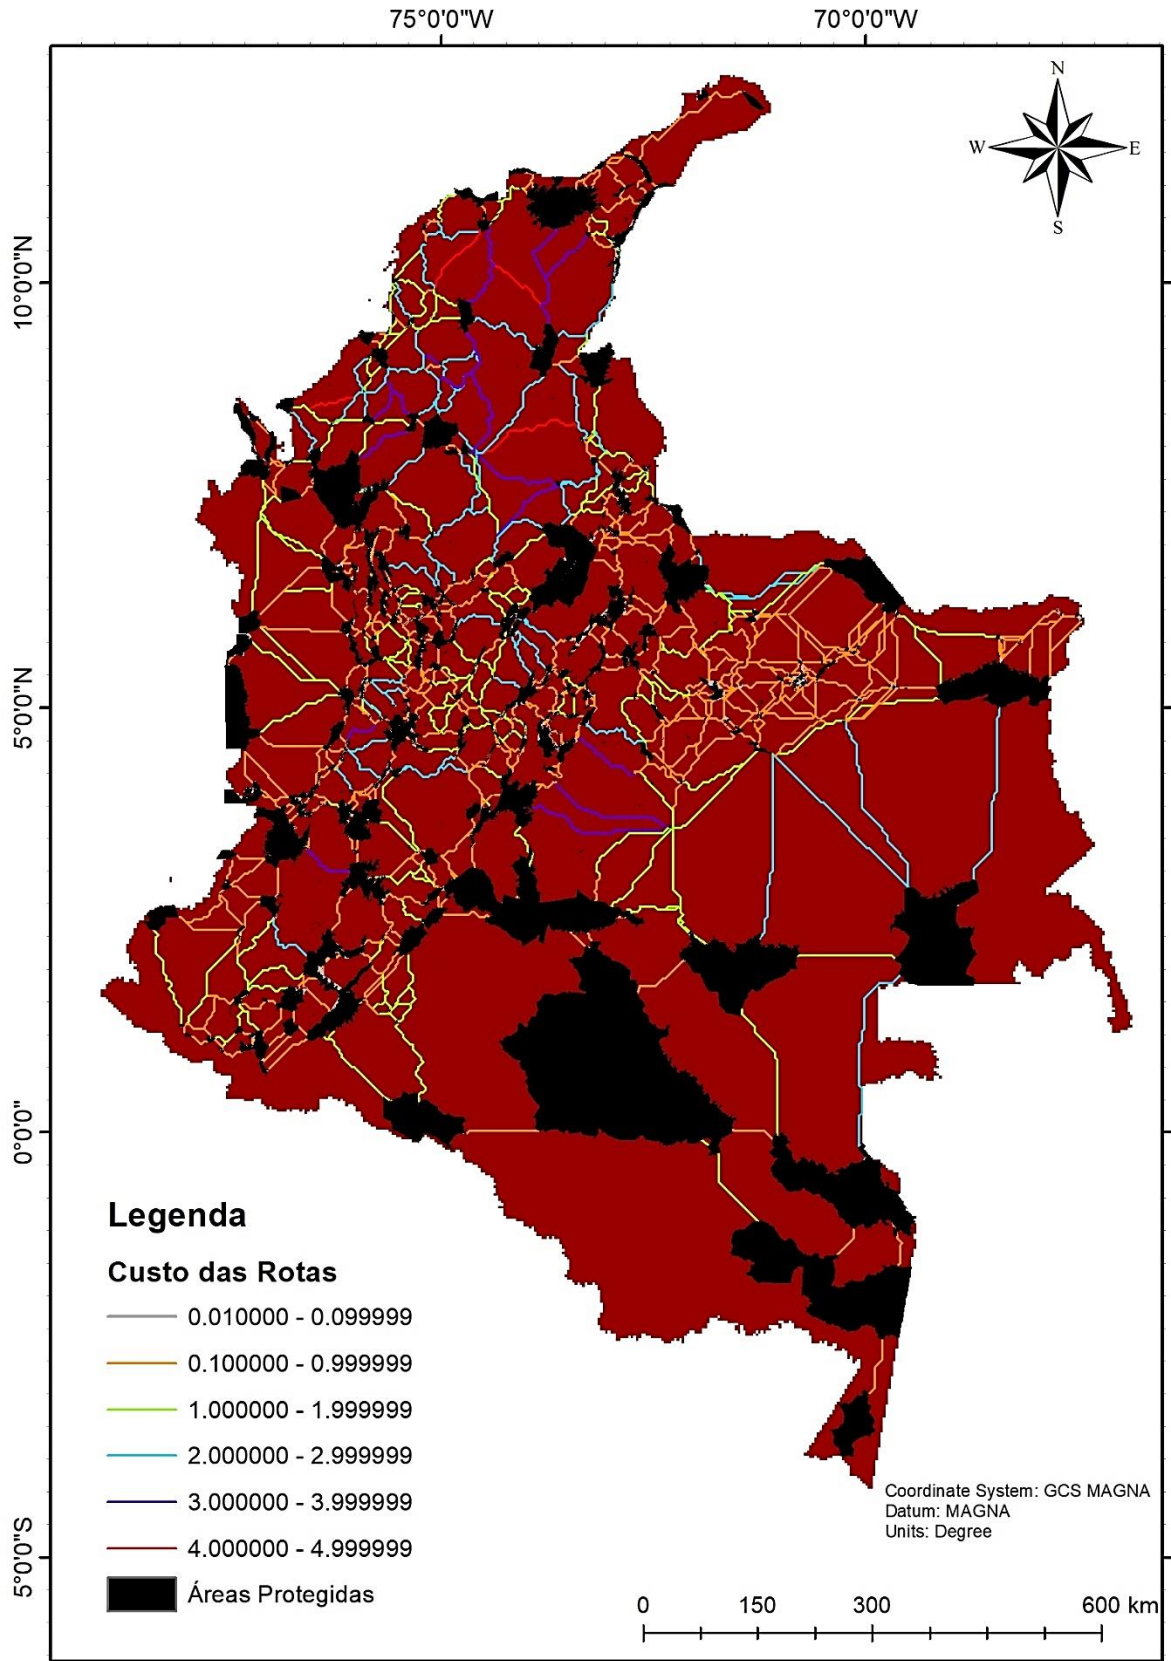 75°0'0"W
70°0'0"W
N
W
E
S
10°0'0"N
5°0'0"N
0°0'0"
5°0'0"S
Legenda
Custo das Rotas
0.010000 - 0.099999
0.100000 - 0.999999
1.000000 - 1.999999
2.000000 - 2.999999
3.000000 - 3.999999
4.000000 - 4.999999
Áreas Protegidas
Coordinate System: GCS MAGNA
Datum: MAGNA
Units: Degree
0 150 300 600 km